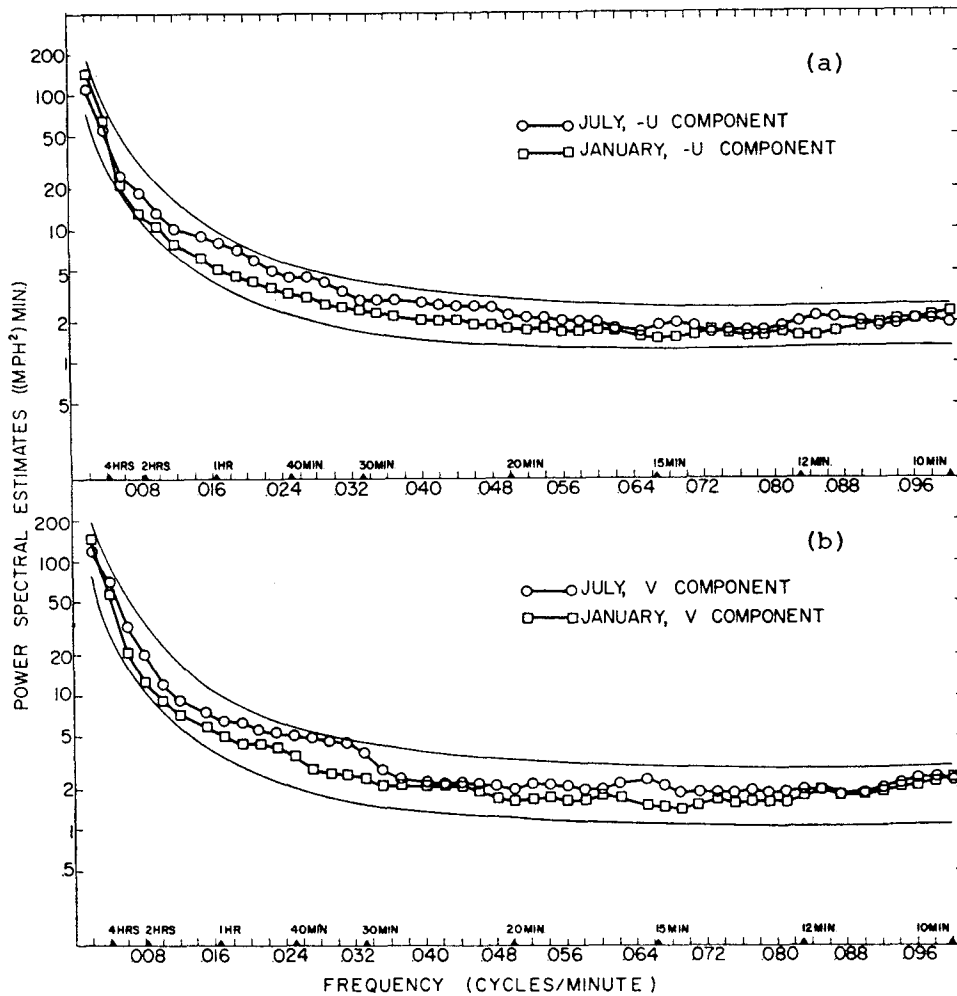 (a)
200
100
50
20
10
5
2
1
5
JULY, -U COMPONENT
JANUARY, -U COMPONENT
4HRS 2HRS 1HR 40MIN 30MIN 20MIN 15MIN 12MIN. 10MIN
.008 .016 .024 .032 .040 .048 .056 .064 .072 .080 .088 .096
POWER SPECTRAL ESTIMATES ((MPH²) MIN)
(b)
200
100
50
20
10
5
2
1
.5
JULY, V COMPONENT
JANUARY, V COMPONENT
4HRS 2HRS 1HR 40MIN 30MIN 20MIN 15MIN 12MIN. 10MIN
.008 .016 .024 .032 .040 .048 .056 .064 .072 .080 .088 .096
FREQUENCY (CYCLES/MINUTE)